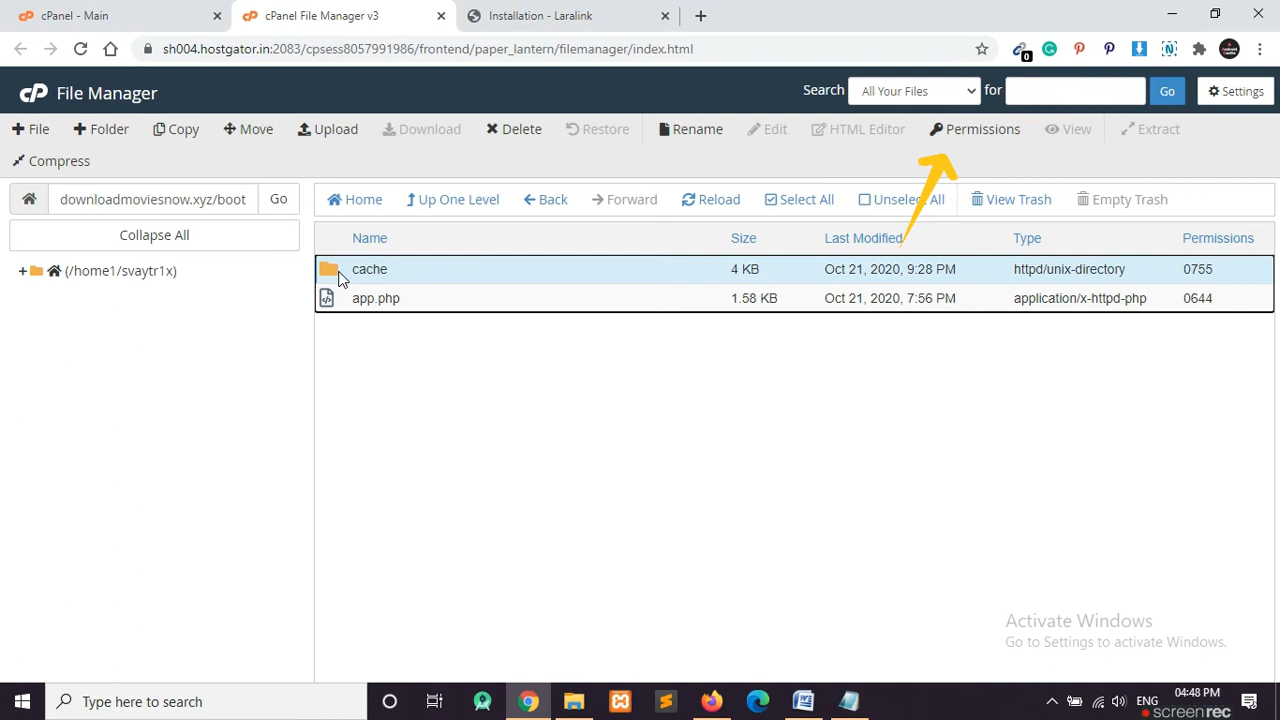 cPanel - Main
cPanel File Manager v3
Installation - Laralink
sh004.hostgator.in:2083/cpsess8057991986/frontend/paper_lantern/filemanager/index.html
0
cP File Manager
Search All Your Files for Go Settings
File Folder Copy Move Upload Download Delete Restore Rename Edit HTML Editor Permissions View Extract
Compress
downloadmoviesnow.xyz/boot Go
Home Up One Level Back Forward Reload Select All Unselect All View Trash Empty Trash
Collapse All
Name Size Last Modified Type Permissions
(/home1/svaytr1x)
cache 4 KB Oct 21, 2020, 9:28 PM httpd/unix-directory 0755
app.php 1.58 KB Oct 21, 2020, 7:56 PM application/x-httpd-php 0644
Activate Windows
Go to Settings to activate Windows.
Type here to search
ENG
04:48 PM
screenrec